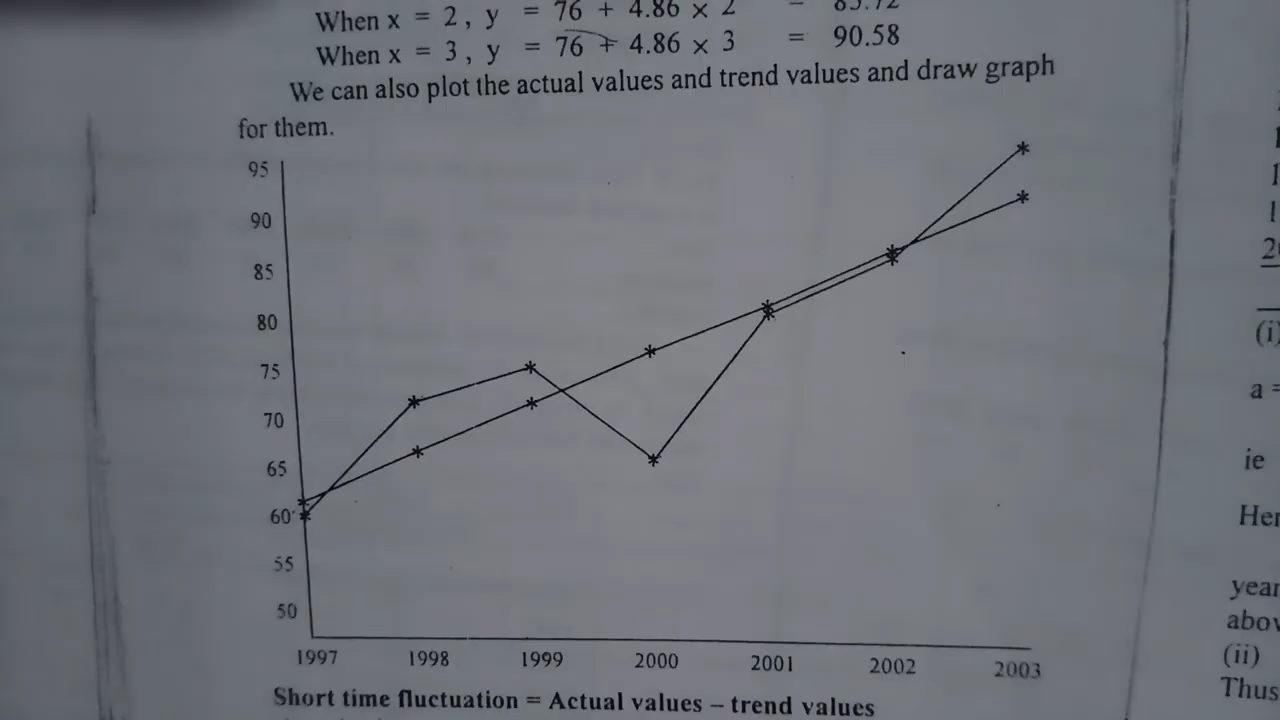 When x = 2 , y = 76 + 4.86 × 2 = 85.72
When x = 3 , y = 76 + 4.86 × 3 = 90.58
We can also plot the actual values and trend values and draw graph
for them.
95
90
85
80
75
70
65
60
55
50
1997 1998 1999 2000 2001 2002 2003
Short time fluctuation = Actual values – trend values
(i)
a =
ie
year
(ii)
Thus